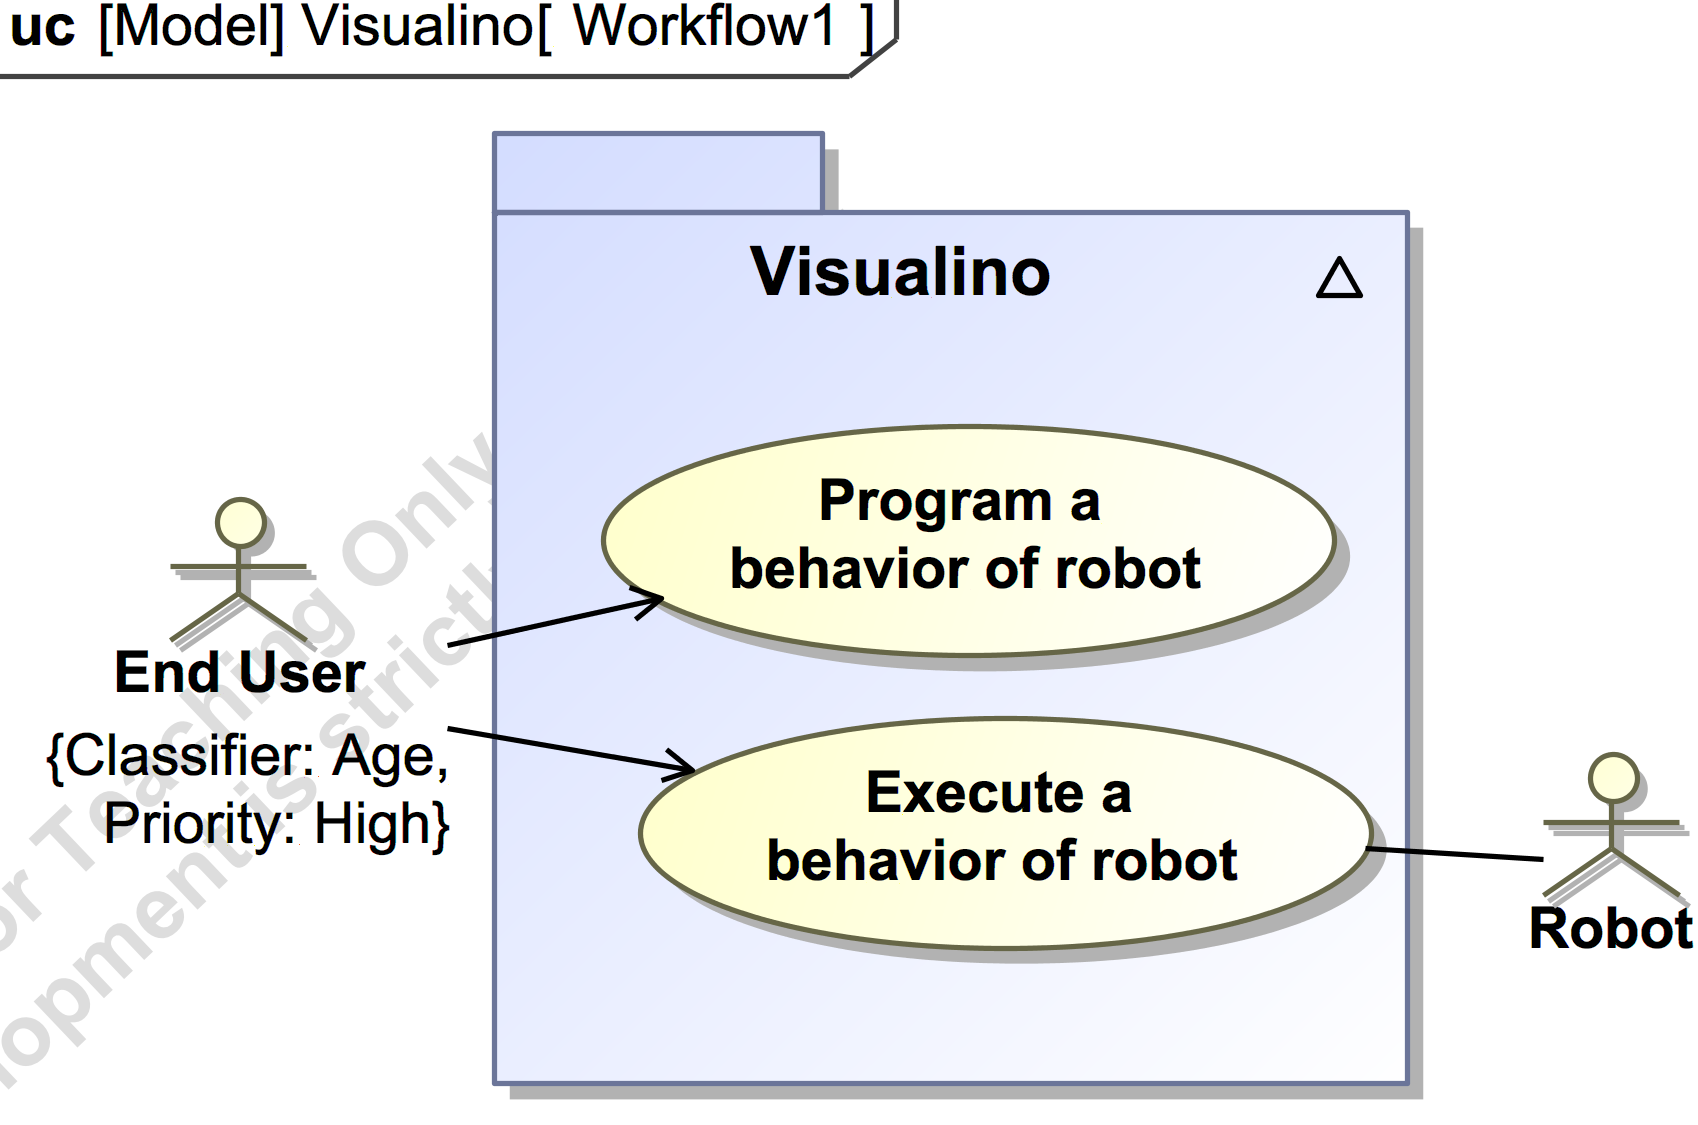 uc [Model] Visualino[ Workflow1 ]
Visualino
Program a
behavior of robot
End User
{Classifier: Age,
Priority: High}
Execute a
behavior of robot
Robot
Teaching Only
is strictly